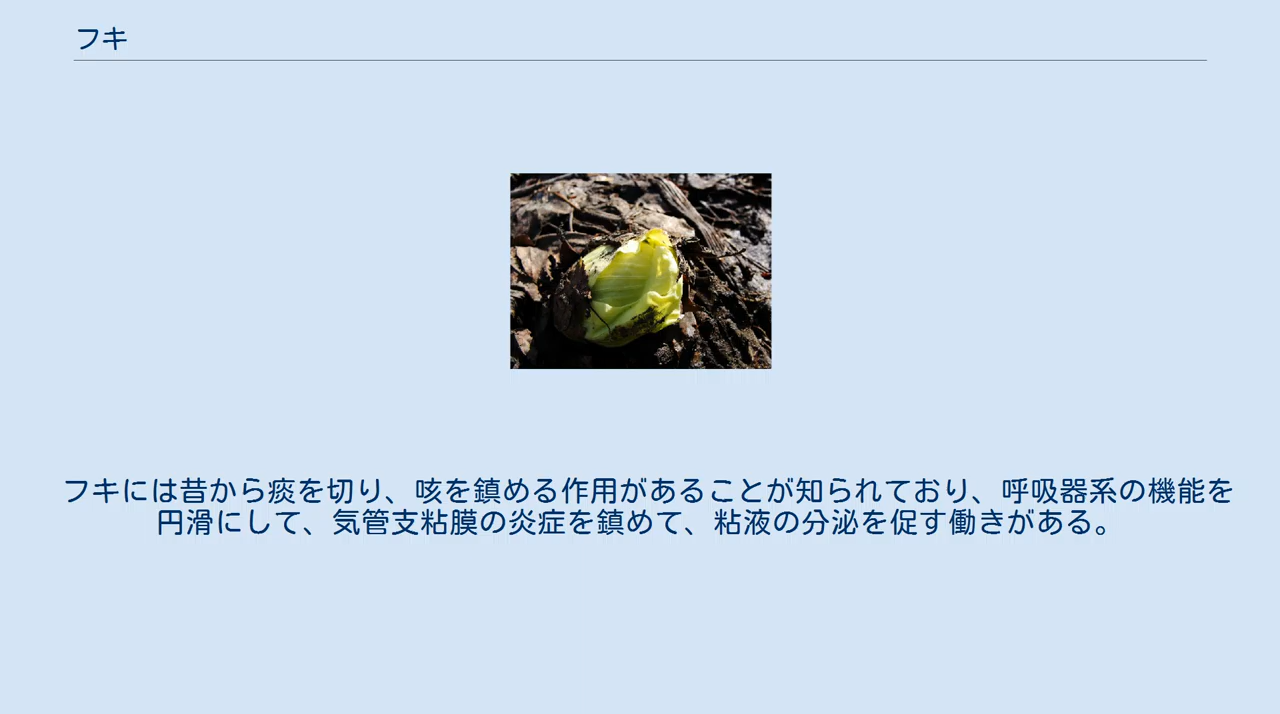 フキ
フキには昔から痰を切り、咳を鎮める作用があることが知られており、呼吸器系の機能を
円滑にして、気管支粘膜の炎症を鎮めて、粘液の分泌を促す働きがある。